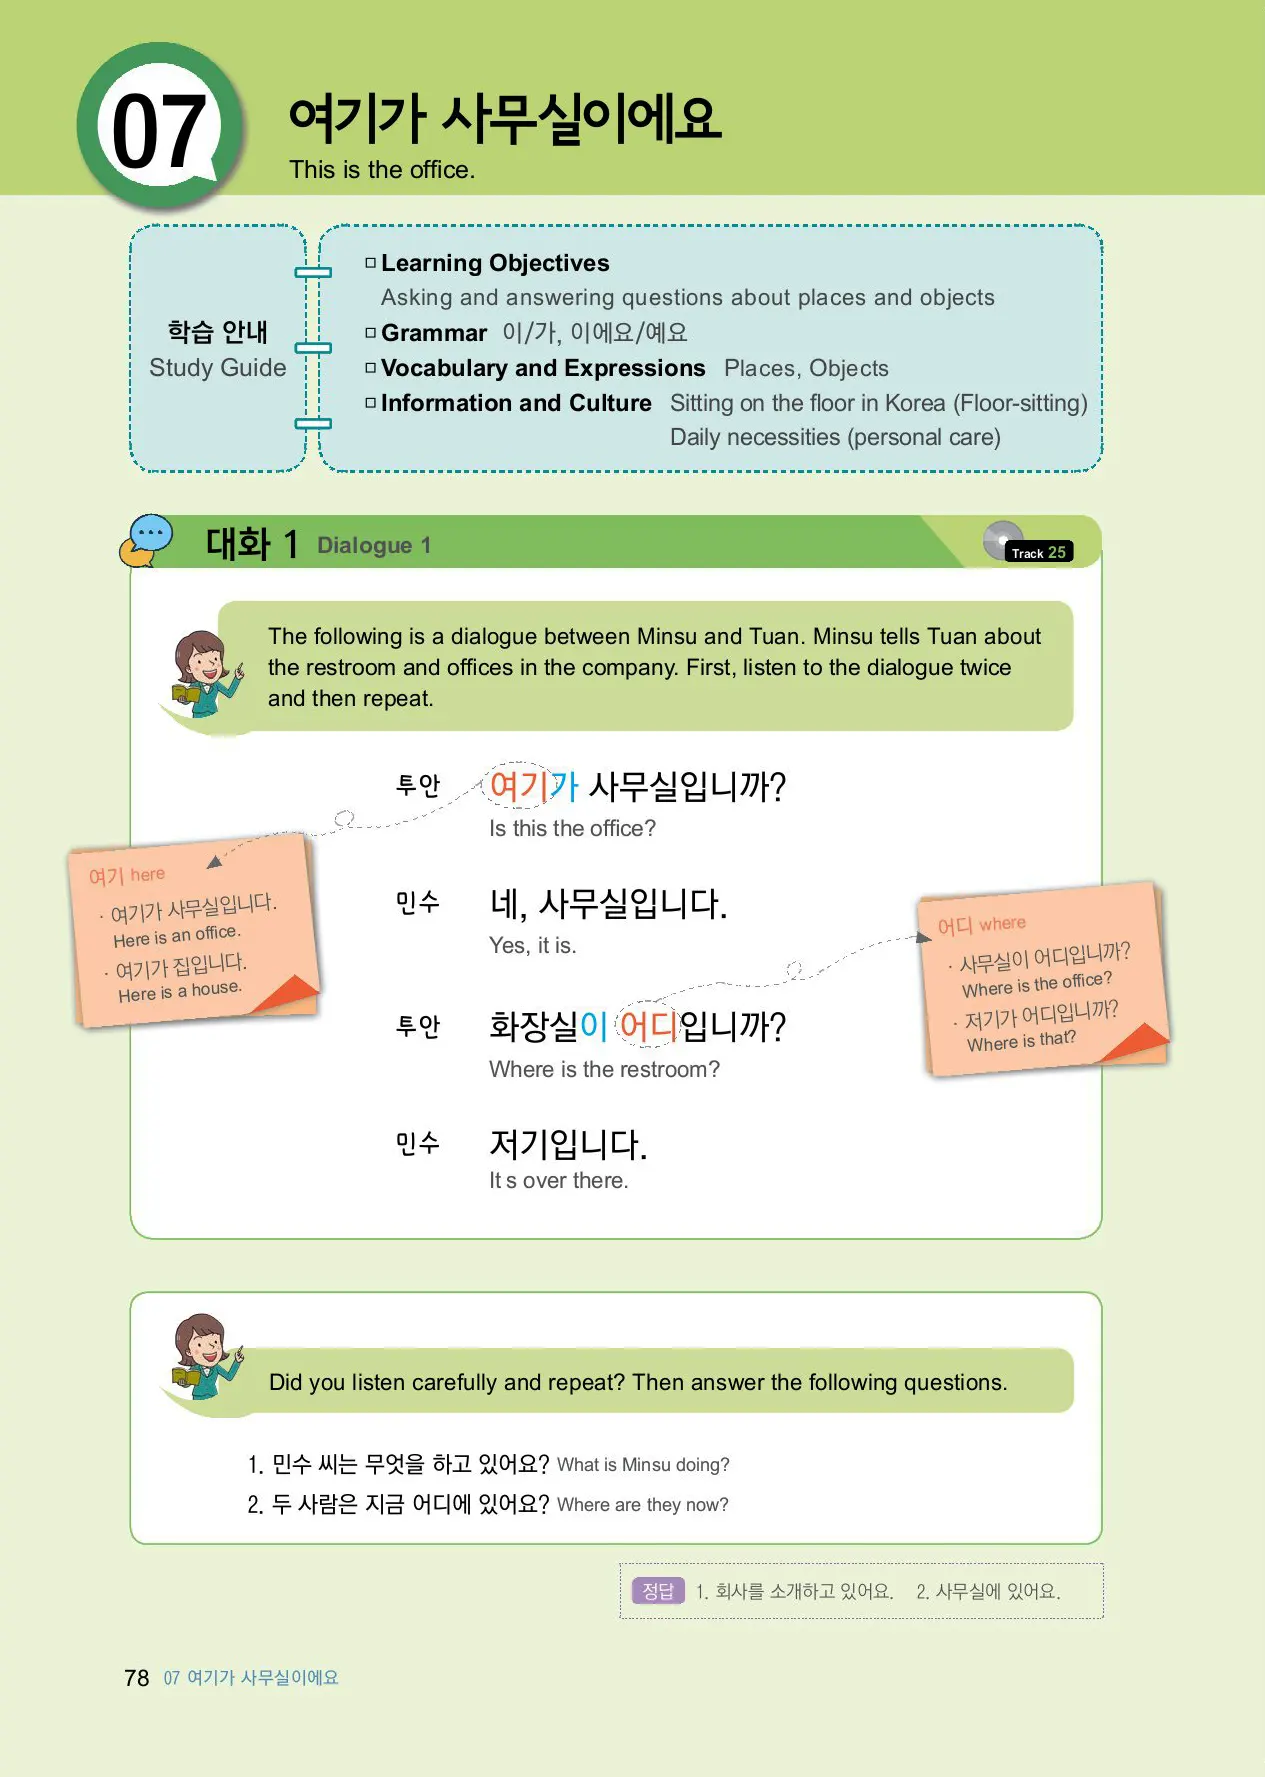 07
여기가 사무실이에요
This is the office.
학습 안내
Study Guide
Learning Objectives
Asking and answering questions about places and objects
Grammar 이/가, 이에요/예요
Vocabulary and Expressions Places, Objects
Information and Culture Sitting on the floor in Korea (Floor-sitting)
Daily necessities (personal care)
대화 1 Dialogue 1
Track 25
The following is a dialogue between Minsu and Tuan. Minsu tells Tuan about
the restroom and offices in the company. First, listen to the dialogue twice
and then repeat.
투안 여기가 사무실입니까?
Is this the office?
여기 here
· 여기가 사무실입니다.
Here is an office.
· 여기가 집입니다.
Here is a house.
민수 네, 사무실입니다.
Yes, it is.
어디 where
· 사무실이 어디입니까?
Where is the office?
· 저기가 어디입니까?
Where is that?
투안 화장실이 어디입니까?
Where is the restroom?
민수 저기입니다.
It s over there.
Did you listen carefully and repeat? Then answer the following questions.
1. 민수 씨는 무엇을 하고 있어요? What is Minsu doing?
2. 두 사람은 지금 어디에 있어요? Where are they now?
정답 1. 회사를 소개하고 있어요. 2. 사무실에 있어요.
78 07 여기가 사무실이에요